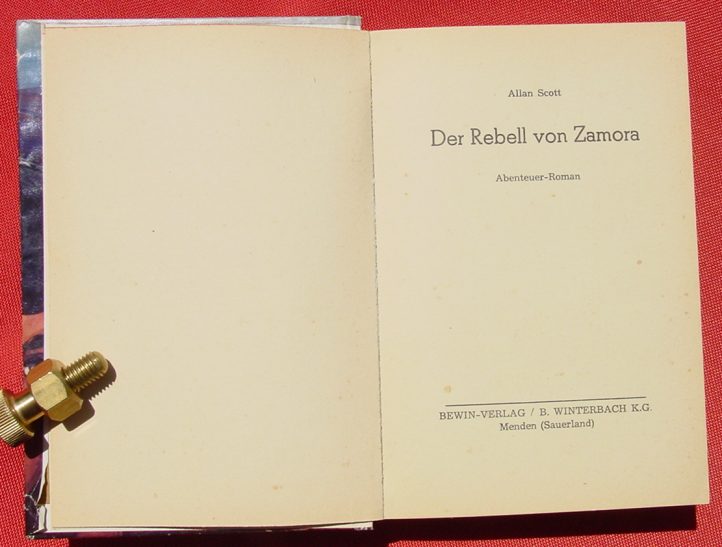 Allan Scott
Der Rebell von Zamora
Abenteuer-Roman
BEWIN-VERLAG / B. WINTERBACH K.G.
Menden (Sauerland)